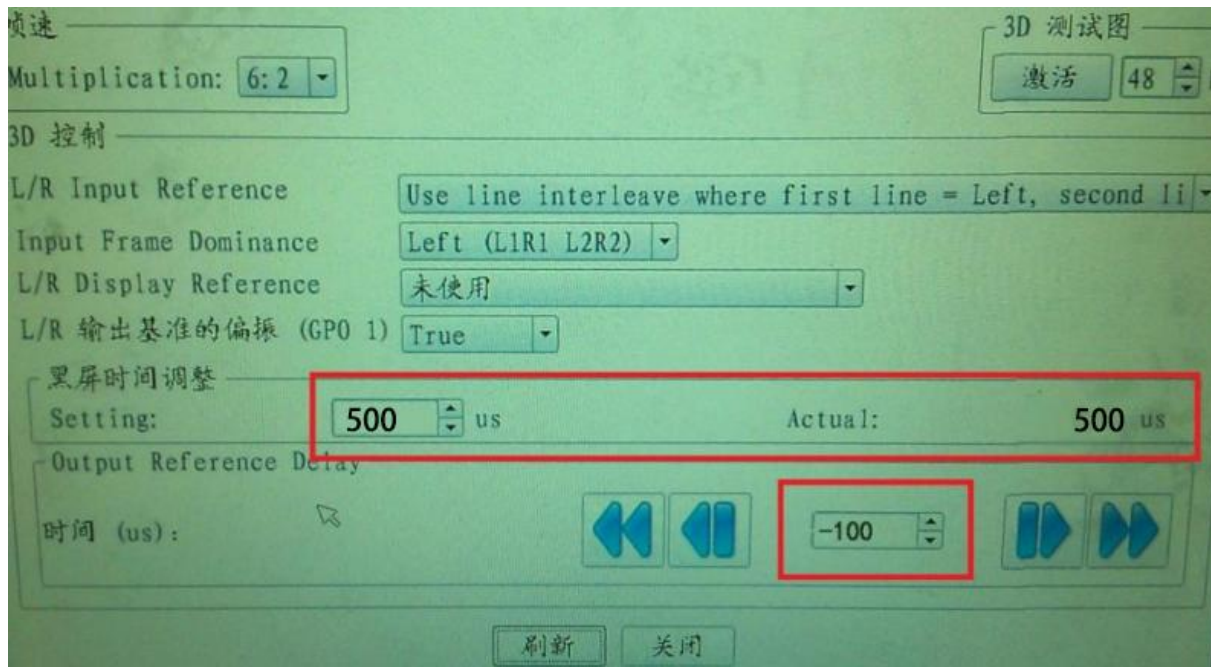 帧速
Multiplication: 6:2
3D 测试图
激活 48
3D 控制
L/R Input Reference Use line interleave where first line = Left, second li
Input Frame Dominance Left (L1R1 L2R2)
L/R Display Reference 未使用
L/R 输出基准的偏振 (GPO 1) True
黑屏时间调整
Setting: 500 us Actual: 500 us
Output Reference Delay
时间 (us): -100
刷新 关闭